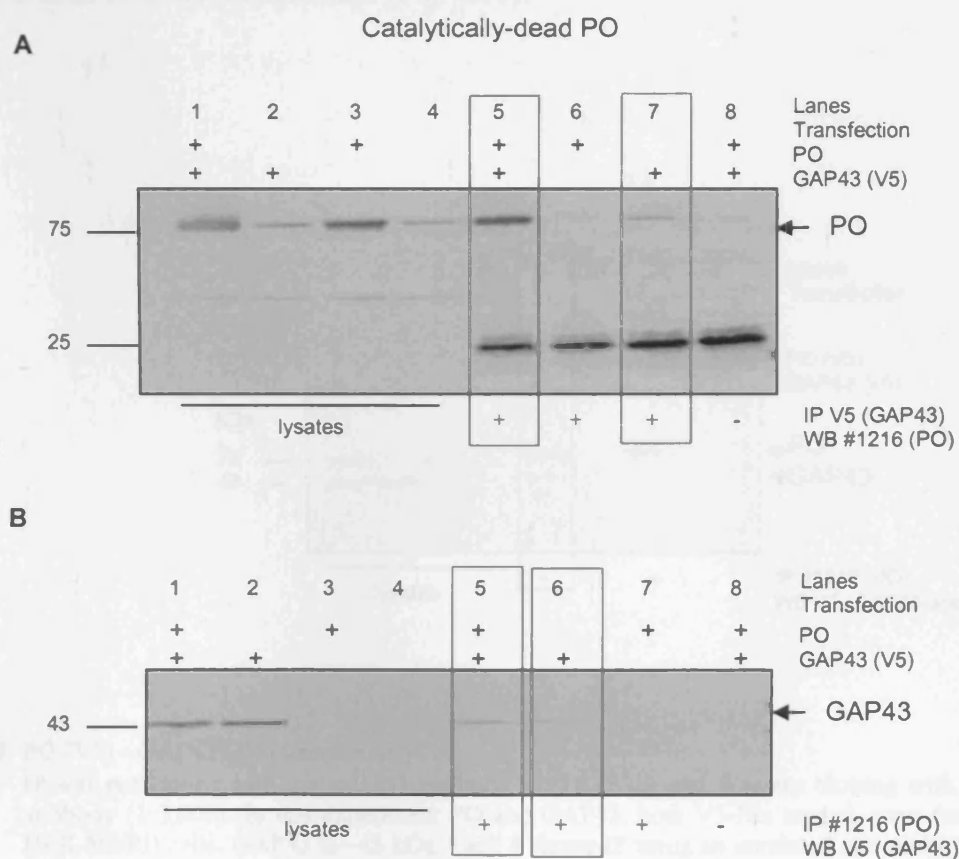 Catalytically-dead PO
A
1 2 3 4 5 6 7 8 Lanes
Transfection
+ + + + + PO
+ + + + + GAP43 (V5)
75 PO
25
lysates
+ + + - IP V5 (GAP43)
WB #1216 (PO)
B
1 2 3 4 5 6 7 8 Lanes
Transfection
+ + + + + PO
+ + + + + GAP43 (V5)
43 GAP43
lysates
+ + + - IP #1216 (PO)
WB V5 (GAP43)